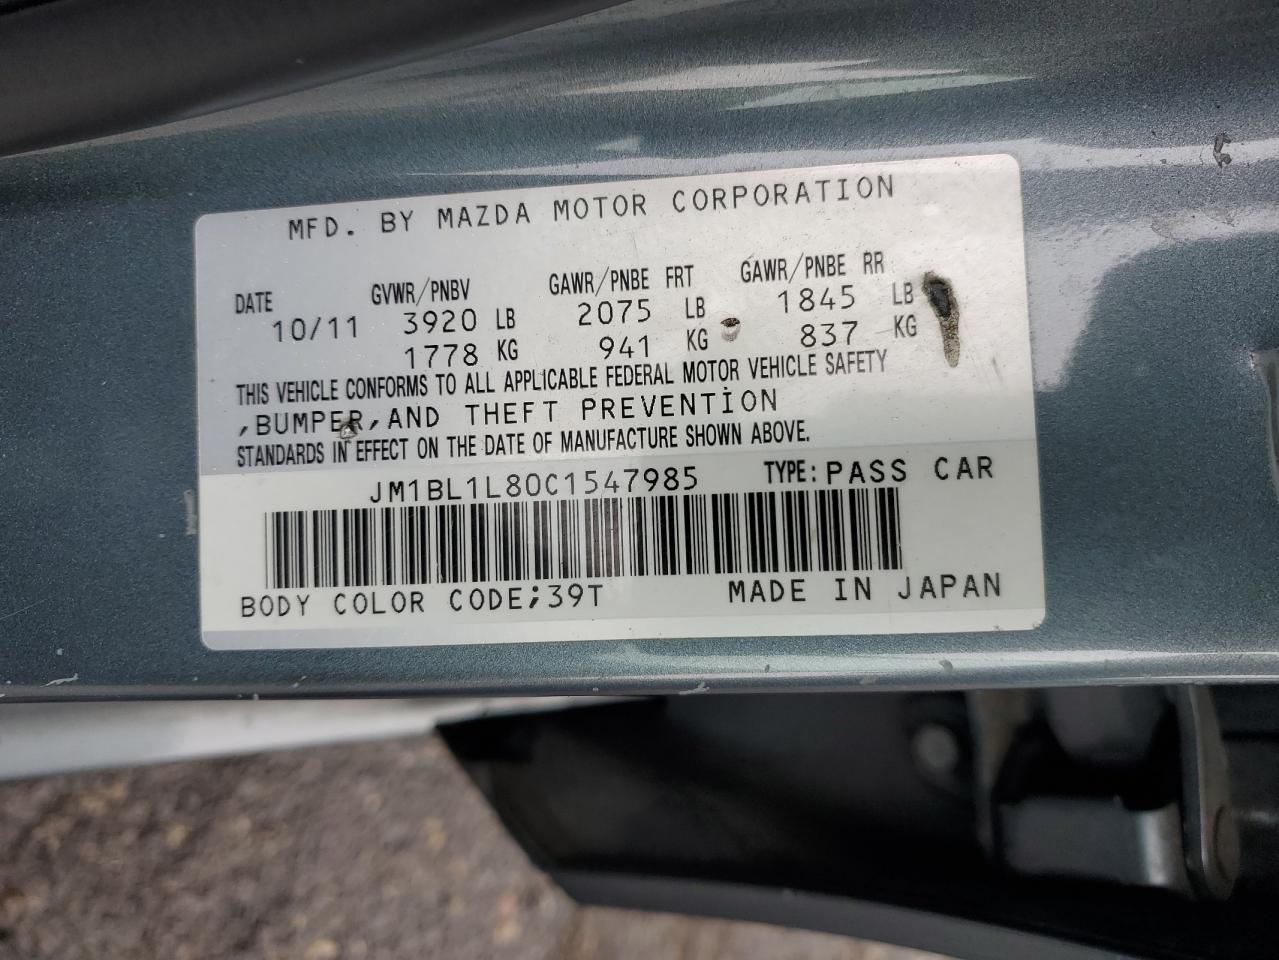 MFD. BY MAZDA MOTOR CORPORATION
DATE GVWR/PNBV GAWR/PNBE FRT GAWR/PNBE RR
10/11 3920 LB 2075 LB 1845 LB
1778 KG 941 KG 837 KG
THIS VEHICLE CONFORMS TO ALL APPLICABLE FEDERAL MOTOR VEHICLE SAFETY
,BUMPER,AND THEFT PREVENTION
STANDARDS IN EFFECT ON THE DATE OF MANUFACTURE SHOWN ABOVE.
JM1BL1L80C1547985 TYPE: PASS CAR
BODY COLOR CODE;39T MADE IN JAPAN